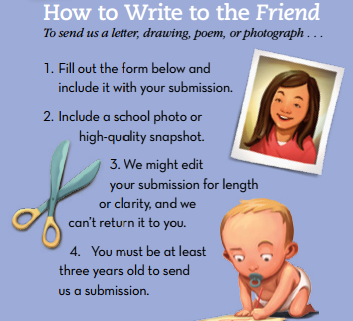 How to Write to the Friend
To send us a letter, drawing, poem, or photograph . . .
1. Fill out the form below and
include it with your submission.
2. Include a school photo or
high-quality snapshot.
3. We might edit
your submission for length
or clarity, and we
can't return it to you.
4. You must be at least
three years old to send
us a submission.